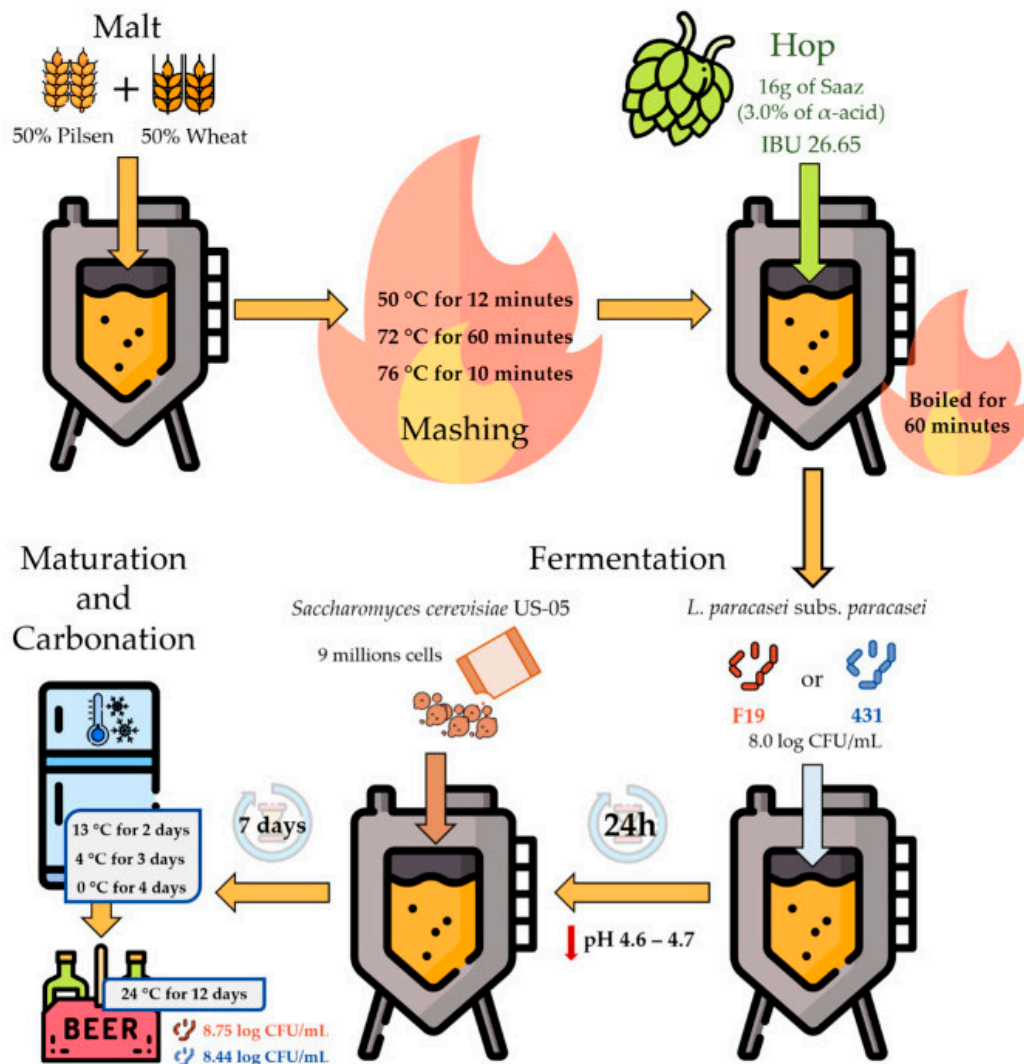 Malt
50% Pilsen
+
50% Wheat
Hop
16g of Saaz
(3.0% of α-acid)
IBU 26.65
50 °C for 12 minutes
72 °C for 60 minutes
76 °C for 10 minutes
Mashing
Boiled for
60 minutes
Fermentation
L. paracasei subs. paracasei
F19
or
431
8.0 log CFU/mL
24h
pH 4.6 – 4.7
Saccharomyces cerevisiae US-05
9 millions cells
7 days
Maturation
and
Carbonation
13 °C for 2 days
4 °C for 3 days
0 °C for 4 days
24 °C for 12 days
BEER
8.75 log CFU/mL
8.44 log CFU/mL